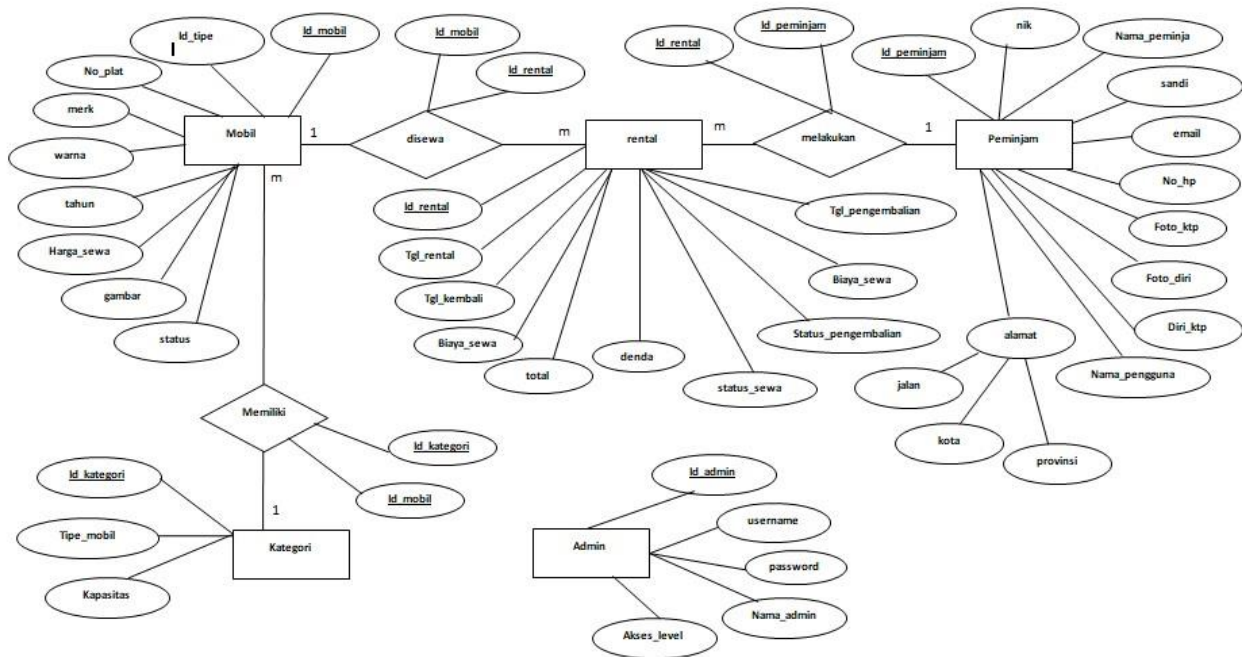 Id_tipe
Id_mobil
Id_mobil
Id_rental
Id_rental
Id_peminjam
Id_peminjam
nik
Nama_peminja
No_plat
merk
warna
tahun
Harga_sewa
gambar
status
Mobil
1
disewa
m
rental
m
melakukan
1
Peminjam
sandi
email
No_hp
Foto_ktp
Foto_diri
Diri_ktp
Nama_pengguna
alamat
jalan
kota
provinsi
m
Id_rental
Tgl_rental
Tgl_kembali
Biaya_sewa
total
denda
status_sewa
Status_pengembalian
Biaya_sewa
Tgl_pengembalian
Memiliki
Id_kategori
Id_mobil
1
Id_kategori
Tipe_mobil
Kapasitas
Kategori
Id_admin
Admin
username
password
Nama_admin
Akses_level